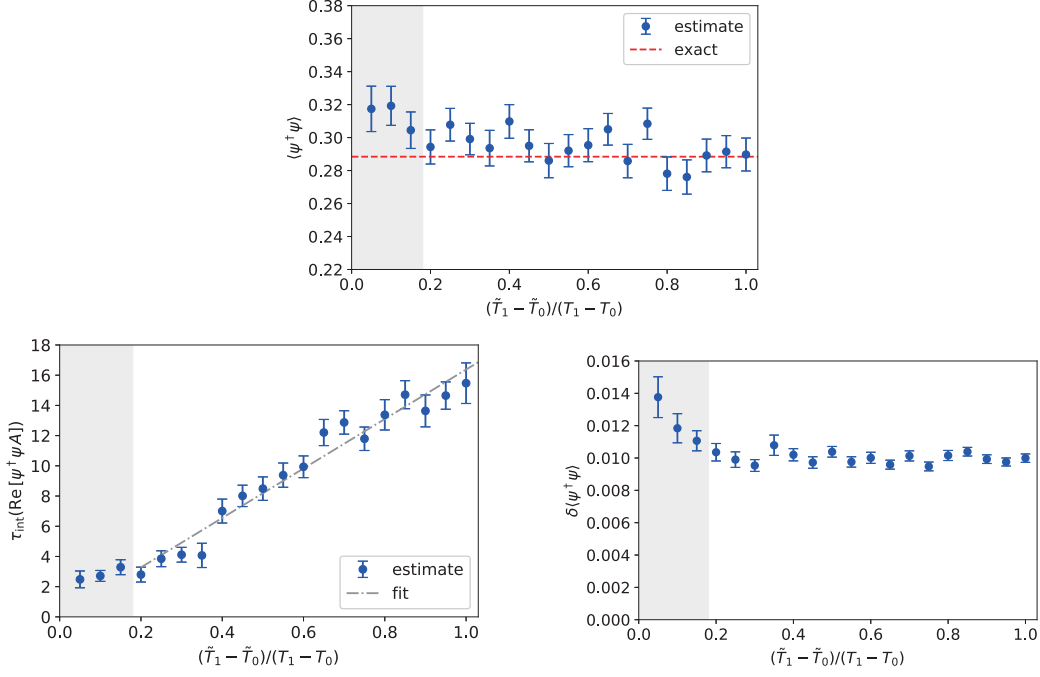 0.38
0.36
0.34
0.32
0.30
0.28
0.26
0.24
0.22
⟨ψ†ψ⟩
estimate
exact
0.0 0.2 0.4 0.6 0.8 1.0
(T̃₁ − T̃₀)/(T₁ − T₀)
18
16
14
12
10
8
6
4
2
0
τ_int(Re[ψ†ψA])
estimate
fit
0.0 0.2 0.4 0.6 0.8 1.0
(T̃₁ − T̃₀)/(T₁ − T₀)
0.016
0.014
0.012
0.010
0.008
0.006
0.004
0.002
0.000
δ⟨ψ†ψ⟩
0.0 0.2 0.4 0.6 0.8 1.0
(T̃₁ − T̃₀)/(T₁ − T₀)